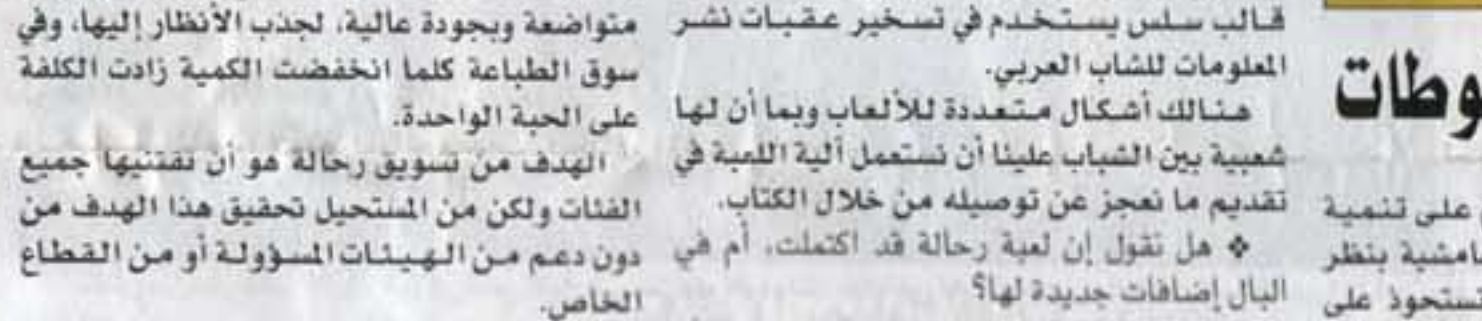 وطات
على تنمية
بنظر
على
قالب سلس يستخدم في تسخير عقبات نشر
المعلومات للشاب العربي.
هنالك أشكال متعددة للألعاب وبما أن لها
شعبية بين الشباب علينا أن نستعمل ألية اللعبة في
تقديم ما نعجز عن توصيله من خلال الكتاب.
❖ هل نقول إن لعبة رحالة قد اكتملت، أم في
البال إضافات جديدة لها؟
متواضعة وبجودة عالية، لجذب الأنظار إليها، وفي
سوق الطباعة كلما انخفضت الكمية زادت الكلفة
على الحبة الواحدة.
الهدف من تسويق رحالة هو أن تقتنيها جميع
الفئات ولكن من المستحيل تحقيق هذا الهدف من
دون دعم من الهيئات المسؤولة أو من القطاع
الخاص.